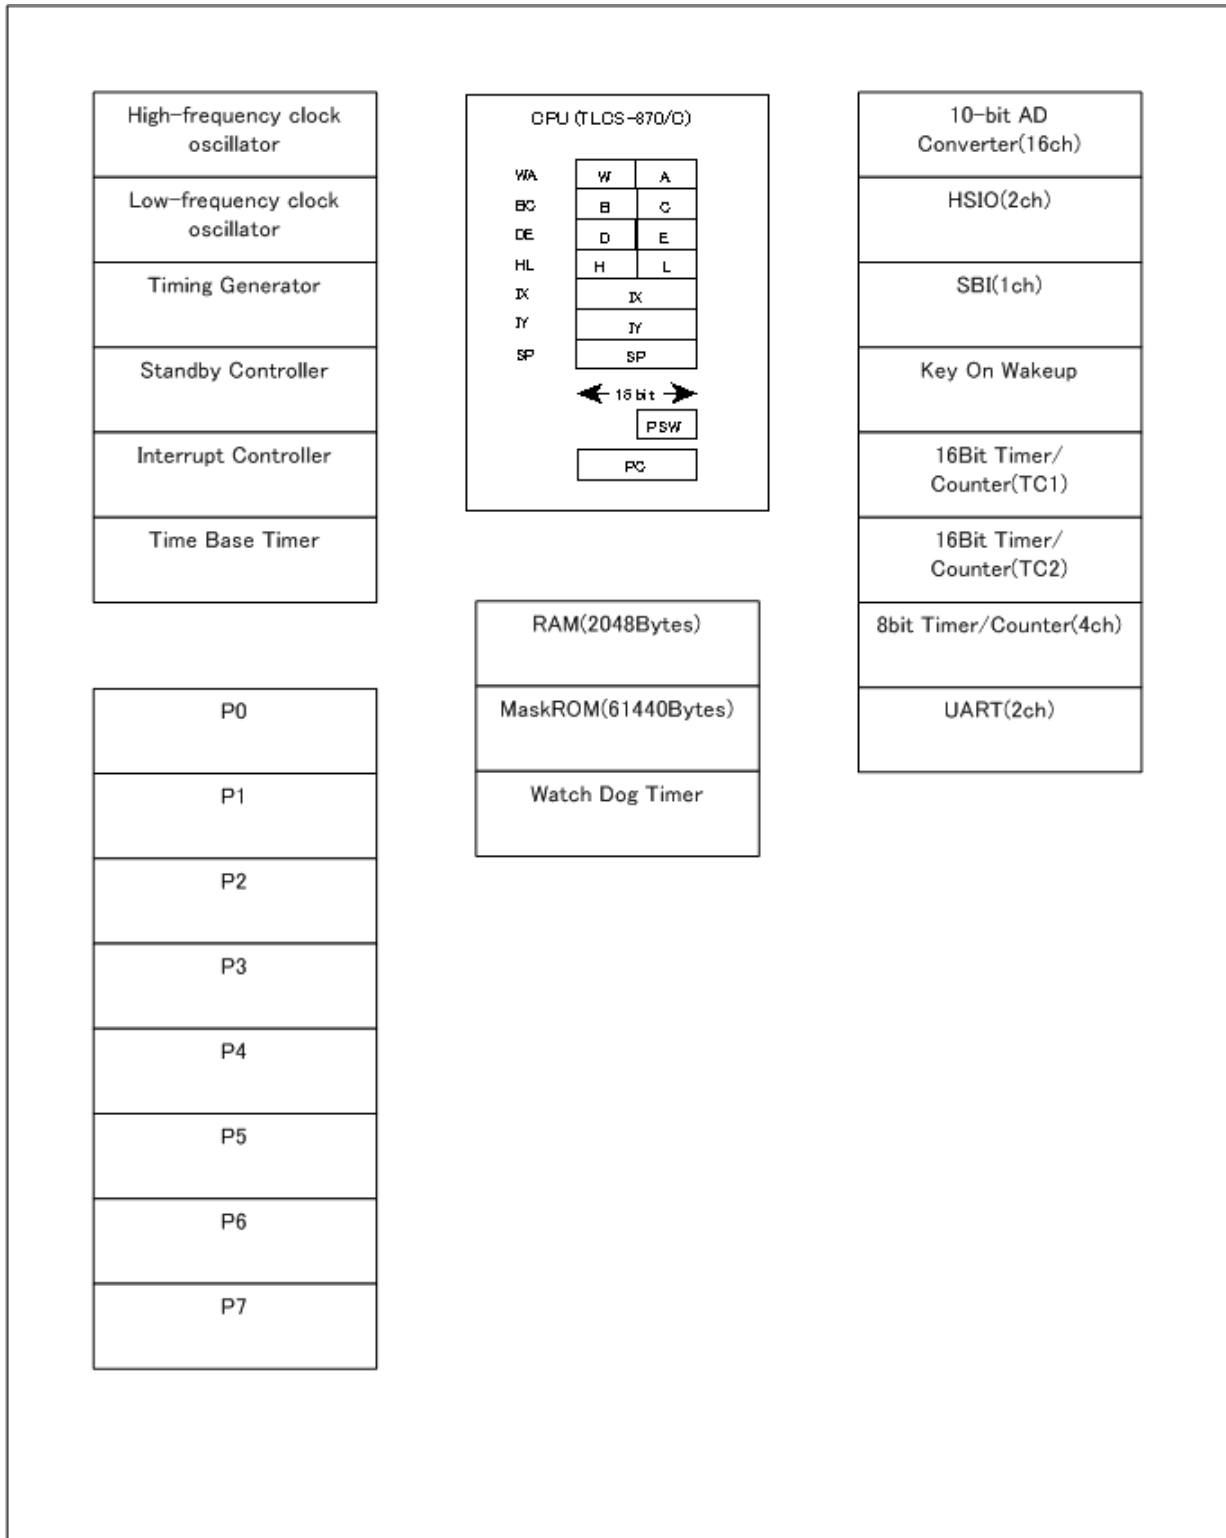 High-frequency clock
oscillator
Low-frequency clock
oscillator
Timing Generator
Standby Controller
Interrupt Controller
Time Base Timer
P0
P1
P2
P3
P4
P5
P6
P7
CPU (TLCS-870/C)
WA W A
BC B C
DE D E
HL H L
IX IX
IY IY
SP SP
16 bit
PSW
PC
RAM(2048Bytes)
MaskROM(61440Bytes)
Watch Dog Timer
10-bit AD
Converter(16ch)
HSIO(2ch)
SBI(1ch)
Key On Wakeup
16Bit Timer/
Counter(TC1)
16Bit Timer/
Counter(TC2)
8bit Timer/Counter(4ch)
UART(2ch)